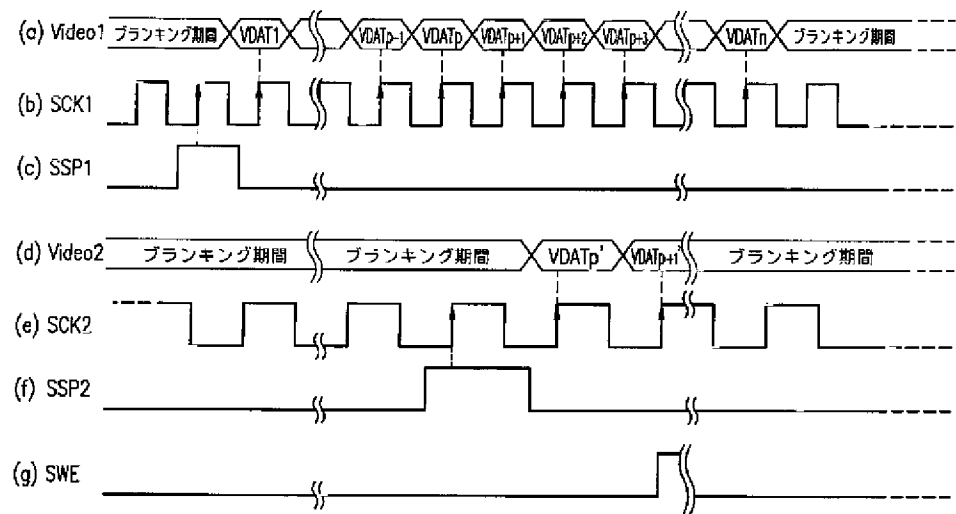 (a) Video1 ブランキング期間 VDAT1 VDATp-1 VDATp VDATp+1 VDATp+2 VDATp+3 VDATn ブランキング期間
(b) SCK1
(c) SSP1
(d) Video2 ブランキング期間 ブランキング期間 VDATp' VDATp+1' ブランキング期間
(e) SCK2
(f) SSP2
(g) SWE